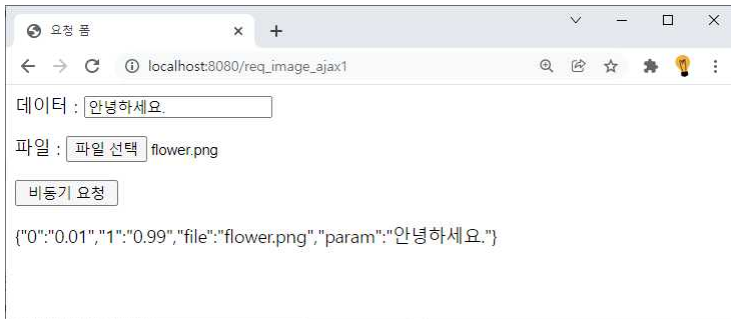 요청 폼
localhost:8080/req_image_ajax1
데이터 : 안녕하세요.
파일 : 파일 선택 flower.png
비동기 요청
{"0":"0.01","1":"0.99","file":"flower.png","param":"안녕하세요."}